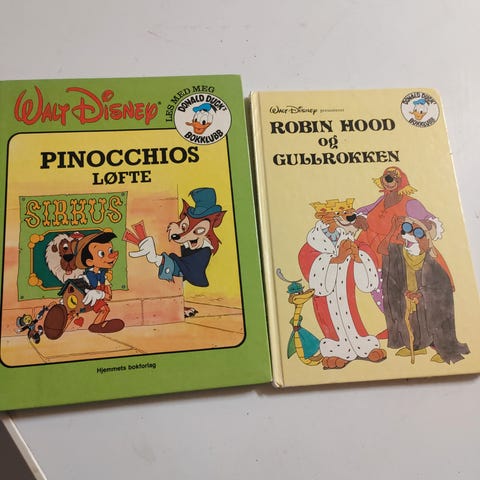 WALT DISNEY
LES MED MEG
DONALD DUCK'
BOKKLUBB
PINOCCHIOS
LØFTE
SIRKUS
Hjemmets bokforlag
WALT DISNEY presenterer
DONALD DUCK'
BOKKLUBB
ROBIN HOOD
og
GULLROKKEN